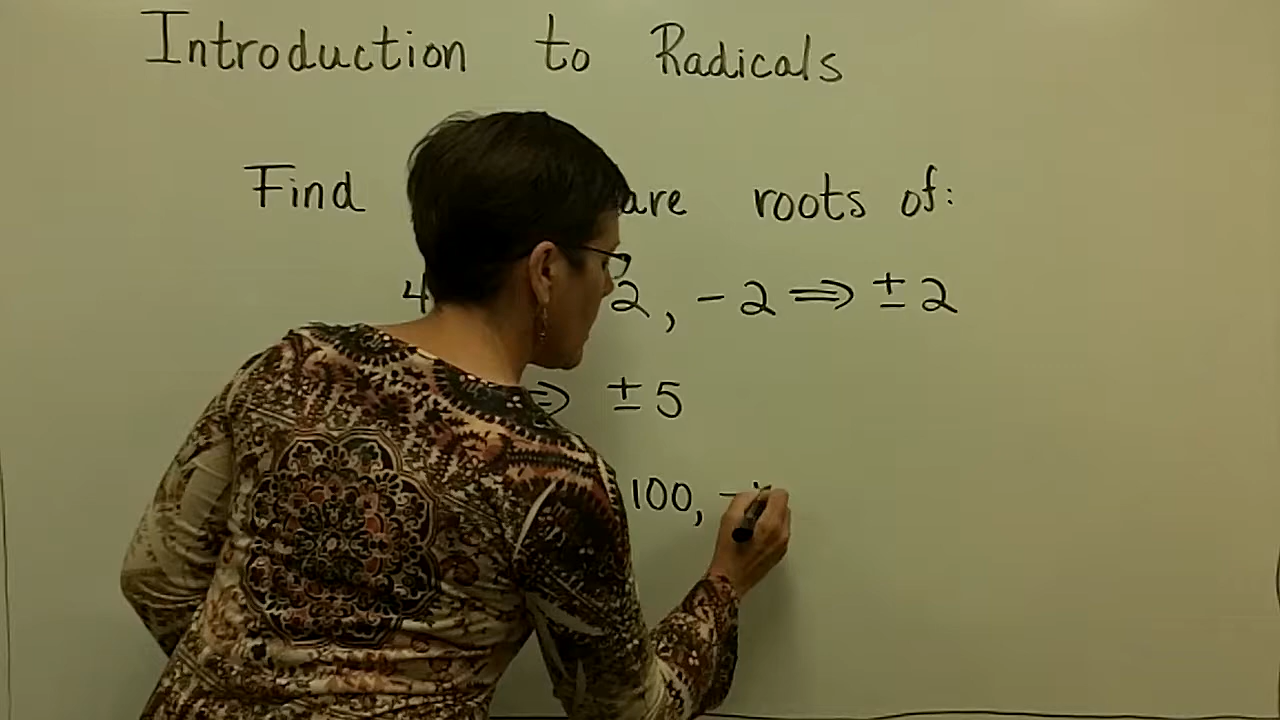 Introduction to Radicals
Find are roots of:
4 2, -2 ⇒ ± 2
⇒ ± 5
100, -